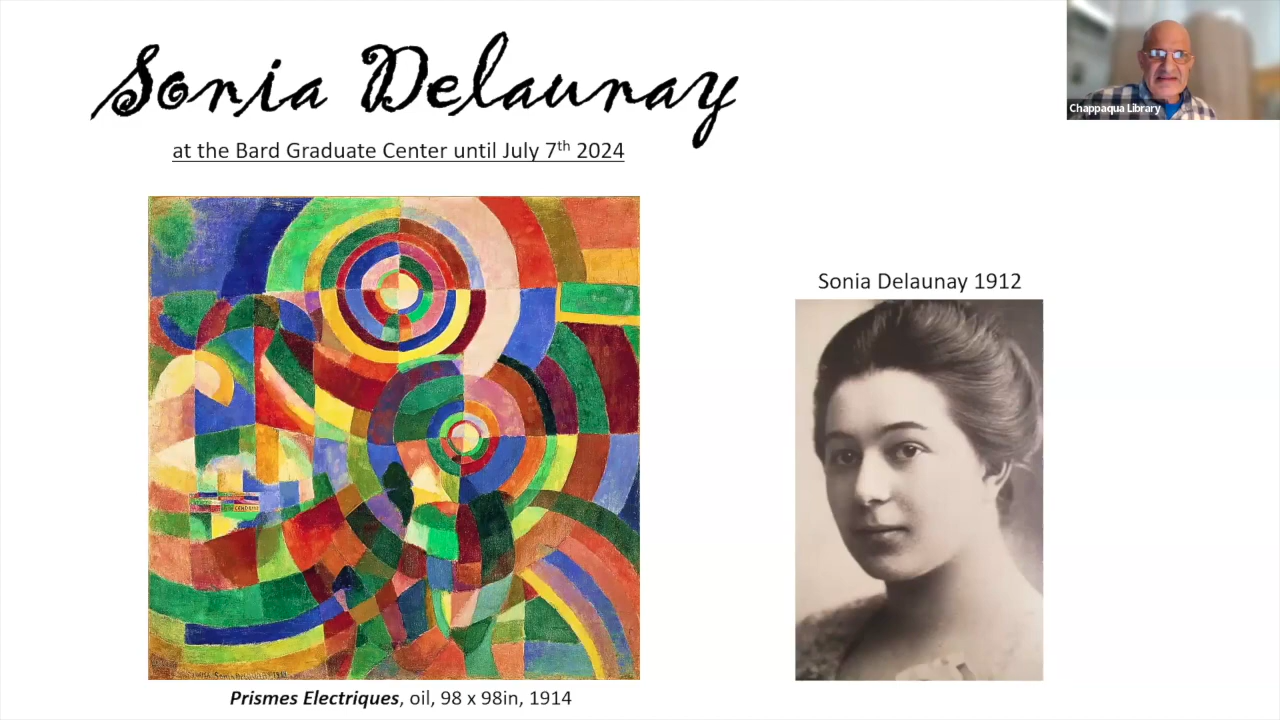 Sonia Delaunay
at the Bard Graduate Center until July 7th 2024
Chappaqua Library
Sonia Delaunay 1912
Prismes Electriques, oil, 98 x 98in, 1914